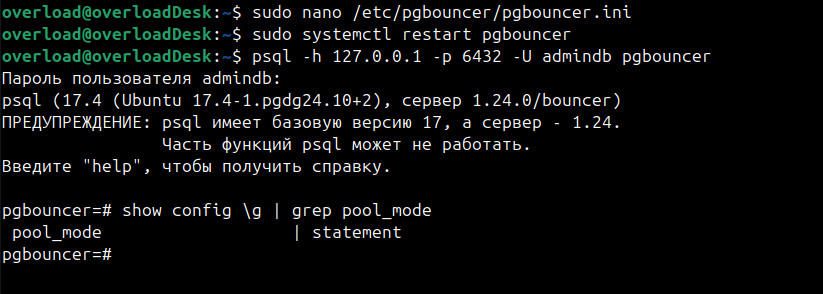 overload@overloadDesk:~$ sudo nano /etc/pgbouncer/pgbouncer.ini
overload@overloadDesk:~$ sudo systemctl restart pgbouncer
overload@overloadDesk:~$ psql -h 127.0.0.1 -p 6432 -U admindb pgbouncer
Пароль пользователя admindb:
psql (17.4 (Ubuntu 17.4-1.pgdg24.10+2), сервер 1.24.0/bouncer)
ПРЕДУПРЕЖДЕНИЕ: psql имеет базовую версию 17, а сервер - 1.24.
Часть функций psql может не работать.
Введите "help", чтобы получить справку.
pgbouncer=# show config \g | grep pool_mode
pool_mode | statement
pgbouncer=#